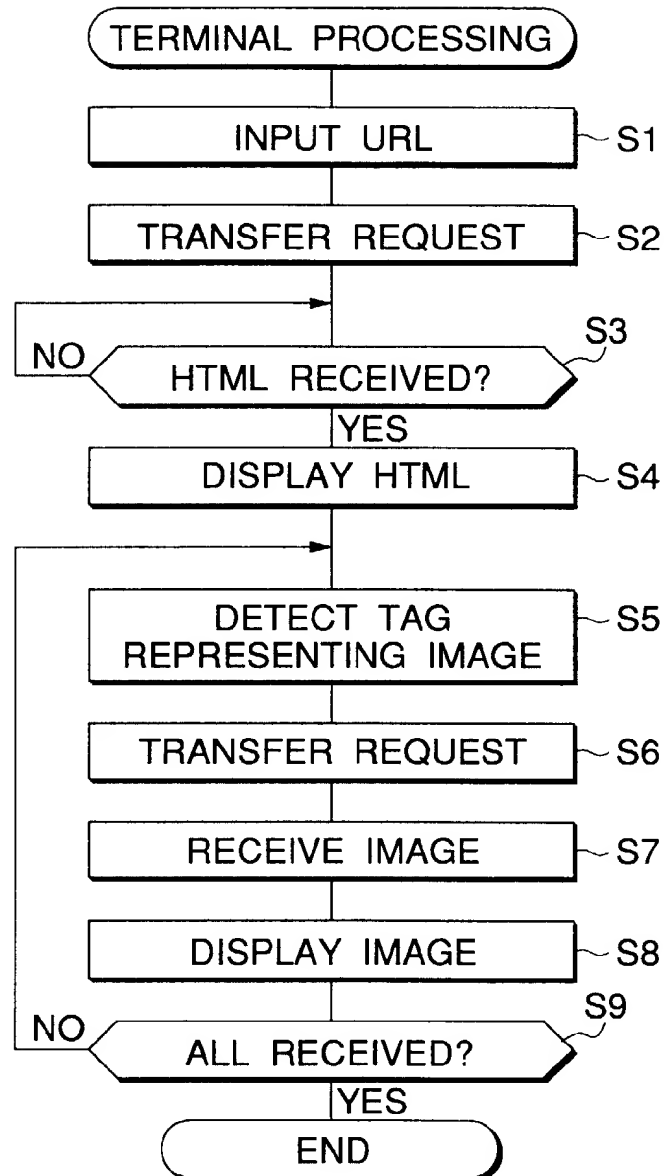 TERMINAL PROCESSING
INPUT URL
S1
TRANSFER REQUEST
S2
S3
NO
HTML RECEIVED?
YES
DISPLAY HTML
S4
DETECT TAG
REPRESENTING IMAGE
S5
TRANSFER REQUEST
S6
RECEIVE IMAGE
S7
DISPLAY IMAGE
S8
S9
NO
ALL RECEIVED?
YES
END